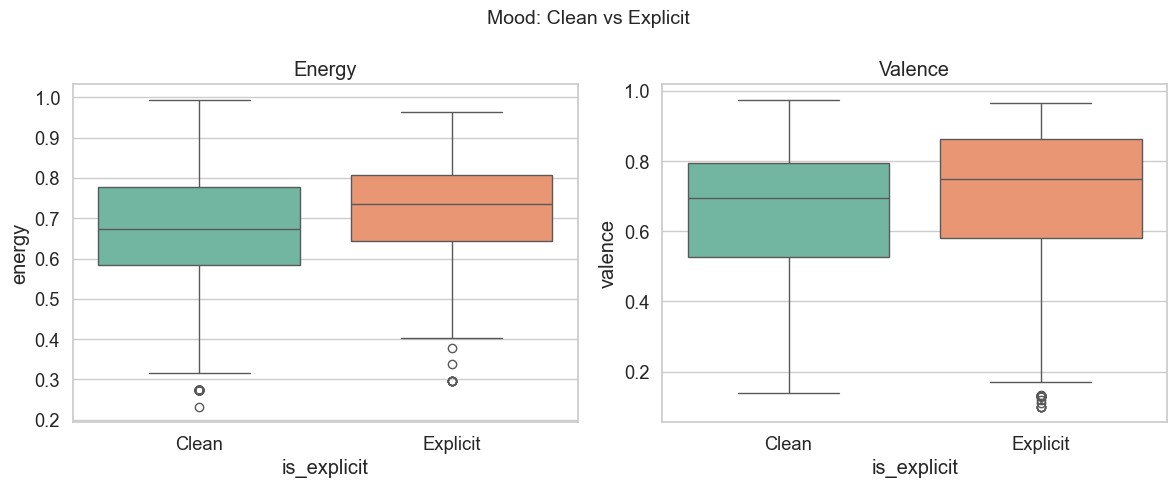 Mood: Clean vs Explicit
Energy
energy
1.0
0.9
0.8
0.7
0.6
0.5
0.4
0.3
0.2
Clean Explicit
is_explicit
Valence
valence
1.0
0.8
0.6
0.4
0.2
Clean Explicit
is_explicit